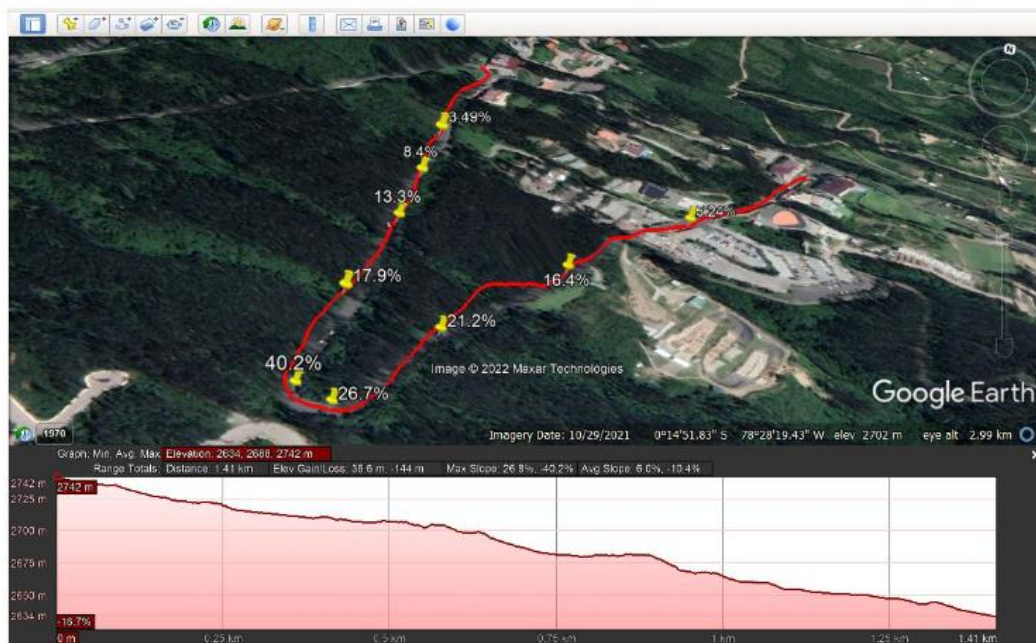 N
3.49%
8.4%
13.3%
5.24%
17.9%
16.4%
21.2%
40.2%
26.7%
Image © 2022 Maxar Technologies
Google Earth
1970
Imagery Date: 10/29/2021 0°14'51.83" S 78°28'19.43" W elev 2702 m eye alt 2.99 km
Graph: Min, Avg, Max Elevation: 2634, 2688, 2742 m
Range Totals: Distance: 1.41 km Elev Gain/Loss: 38.6 m, -144 m Max Slope: 26.8%, -40.2% Avg Slope: 6.0%, -10.4%
2742 m
2742 m
2725 m
2700 m
2675 m
2650 m
2634 m
-16.7%
0 m 0.25 km 0.5 km 0.75 km 1 km 1.25 km 1.41 km